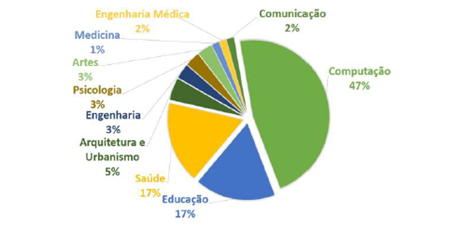 Engenharia Médica
2%
Comunicação
2%
Medicina
1%
Computação
47%
Artes
3%
Psicologia
3%
Engenharia
3%
Arquitetura e
Urbanismo
5%
Saúde
17%
Educação
17%